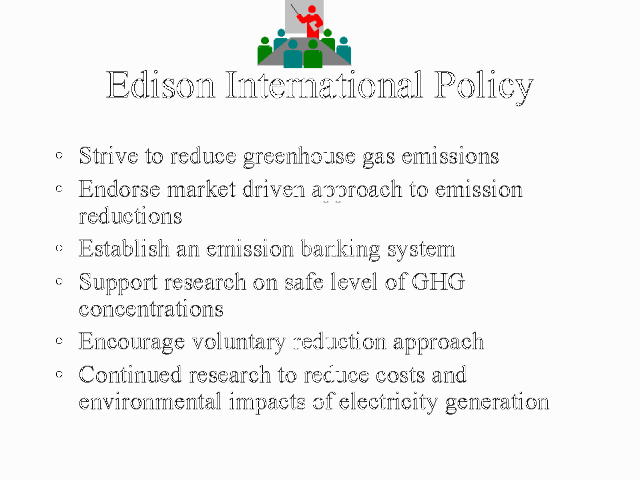 Edison International Policy
◦ Strive to reduce greenhouse gas emissions
◦ Endorse market driven approach to emission
reductions
◦ Establish an emission banking system
◦ Support research on safe level of GHG
concentrations
◦ Encourage voluntary reduction approach
◦ Continued research to reduce costs and
environmental impacts of electricity generation